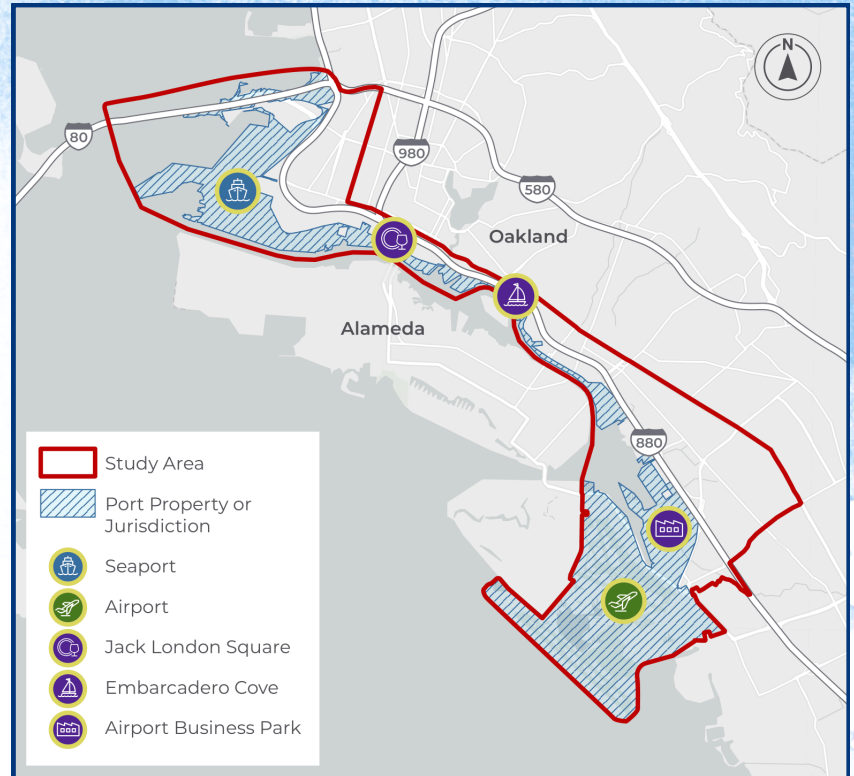 N
80
980
580
Oakland
Alameda
880
Study Area
Port Property or
Jurisdiction
Seaport
Airport
Jack London Square
Embarcadero Cove
Airport Business Park